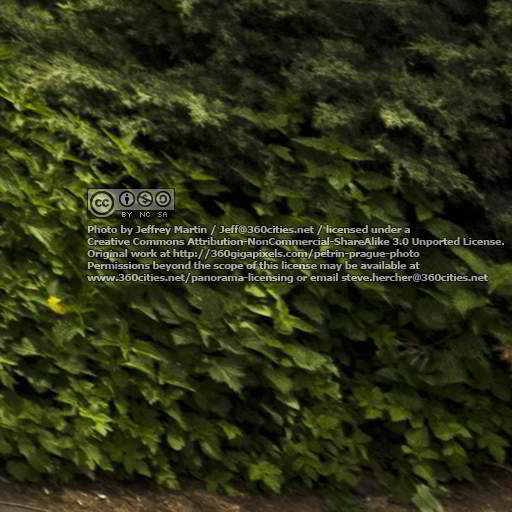 cc BY NC SA
Photo by Jeffrey Martin / Jeff@360cities.net / licensed under a
Creative Commons Attribution-NonCommercial-ShareAlike 3.0 Unported License.
Original work at http://360gigapixels.com/petrin-prague-photo
Permissions beyond the scope of this license may be available at
www.360cities.net/panorama-licensing or email steve.hercher@360cities.net